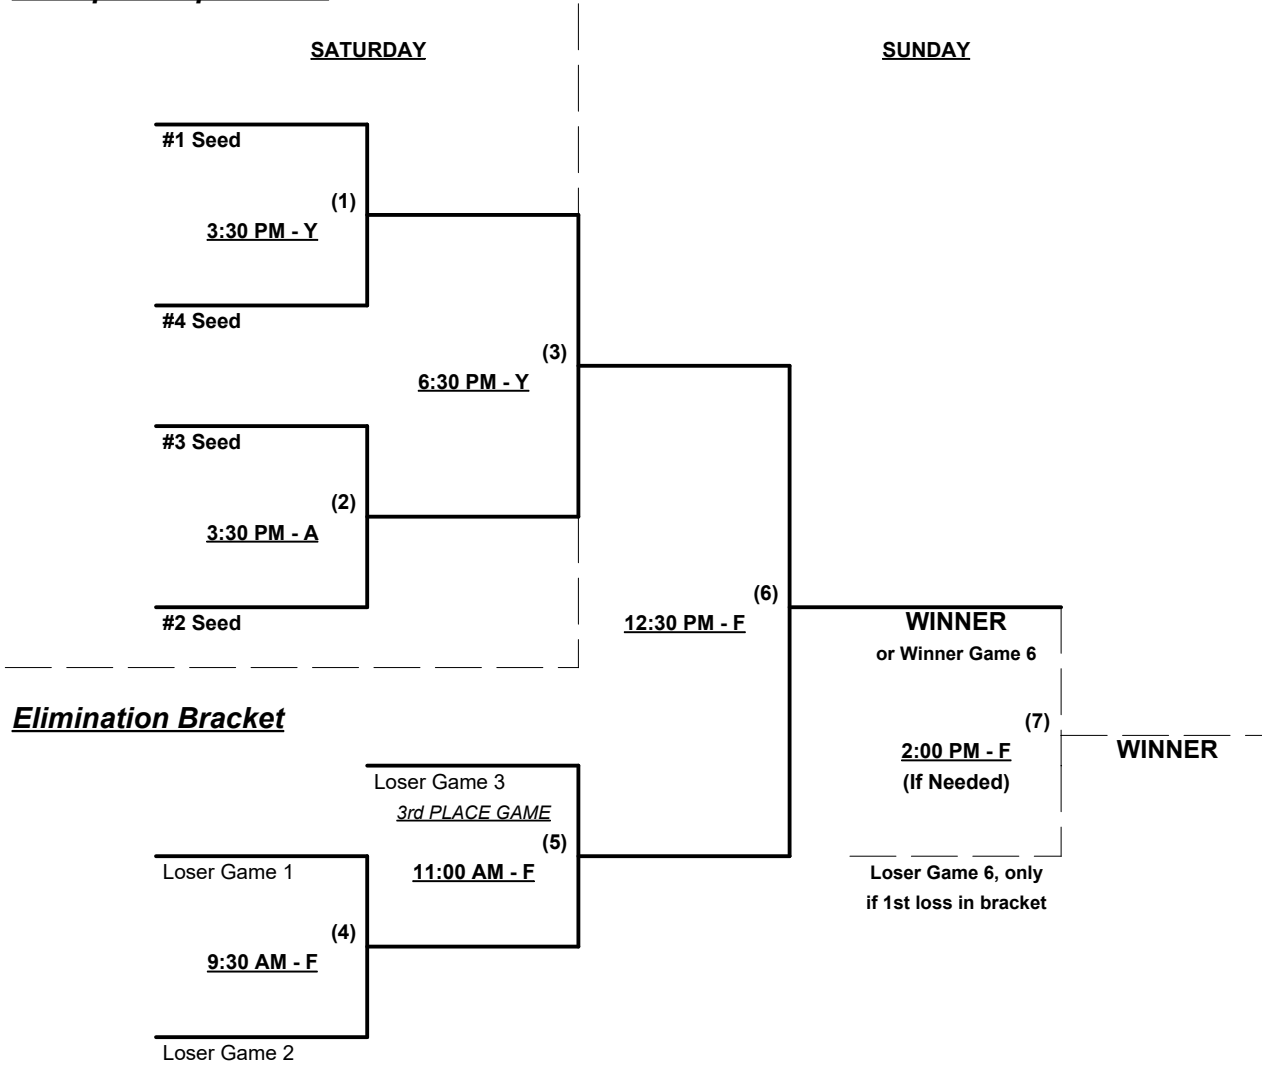 SATURDAY
SUNDAY
#1 Seed
(1)
3:30 PM - Y
#4 Seed
(3)
6:30 PM - Y
#3 Seed
(2)
3:30 PM - A
#2 Seed
(6)
12:30 PM - F
WINNER
or Winner Game 6
(7)
2:00 PM - F
(If Needed)
WINNER
Loser Game 6, only
if 1st loss in bracket
Elimination Bracket
Loser Game 3
3rd PLACE GAME
(5)
11:00 AM - F
Loser Game 1
(4)
9:30 AM - F
Loser Game 2